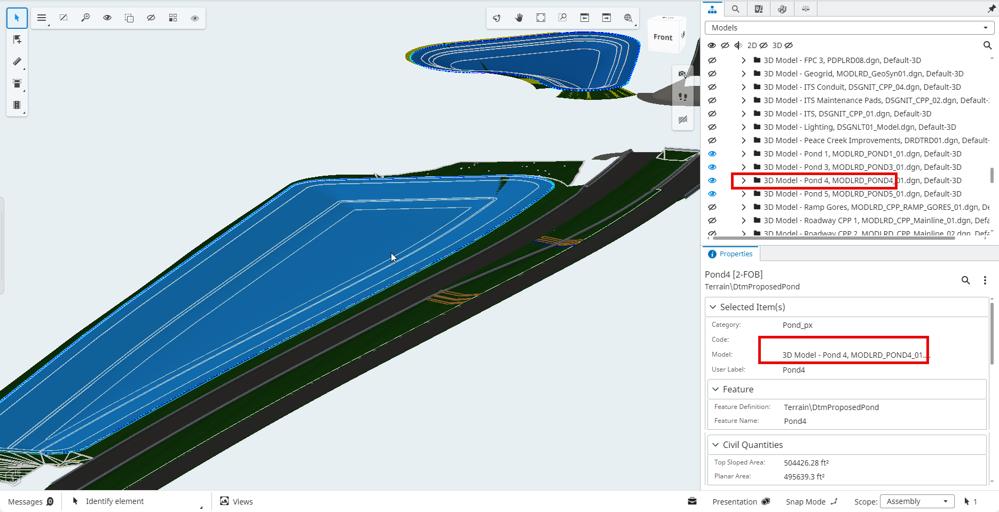 Front
Models
2D
3D
3D Model - FPC 3, PDPLRD08.dgn, Default-3D
3D Model - Geogrid, MODLRD_GeoSyn01.dgn, Default-3D
3D Model - ITS Conduit, DSGNIT_CPP_04.dgn, Default-3D
3D Model - ITS Maintenance Pads, DSGNIT_CPP_02.dgn, Default-
3D Model - ITS, DSGNIT_CPP_01.dgn, Default-3D
3D Model - Lighting, DSGNLT01_Model.dgn, Default-3D
3D Model - Peace Creek Improvements, DRDTRD01.dgn, Default-
3D Model - Pond 1, MODLRD_POND1_01.dgn, Default-3D
3D Model - Pond 3, MODLRD_POND3_01.dgn, Default-3D
3D Model - Pond 4, MODLRD_POND4_01.dgn, Default-3D
3D Model - Pond 5, MODLRD_POND5_01.dgn, Default-3D
3D Model - Ramp Gores, MODLRD_CPP_RAMP_GORES_01.dgn, De
3D Model - Roadway CPP 1, MODLRD_CPP_Mainline_01.dgn, Defa
3D Model - Roadway CPP 2, MODLRD_CPP_Mainline_02.dgn, Defa
Properties
Pond4 [2-FOB]
Terrain\DtmProposedPond
Selected Item(s)
Category: Pond_px
Code:
Model: 3D Model - Pond 4, MODLRD_POND4_01...
User Label: Pond4
Feature
Feature Definition: Terrain\DtmProposedPond
Feature Name: Pond4
Civil Quantities
Top Sloped Area: 504426.28 ft²
Planar Area: 495639.3 ft²
Messages 0
Identify element
Views
Presentation
Snap Mode
Scope: Assembly
1